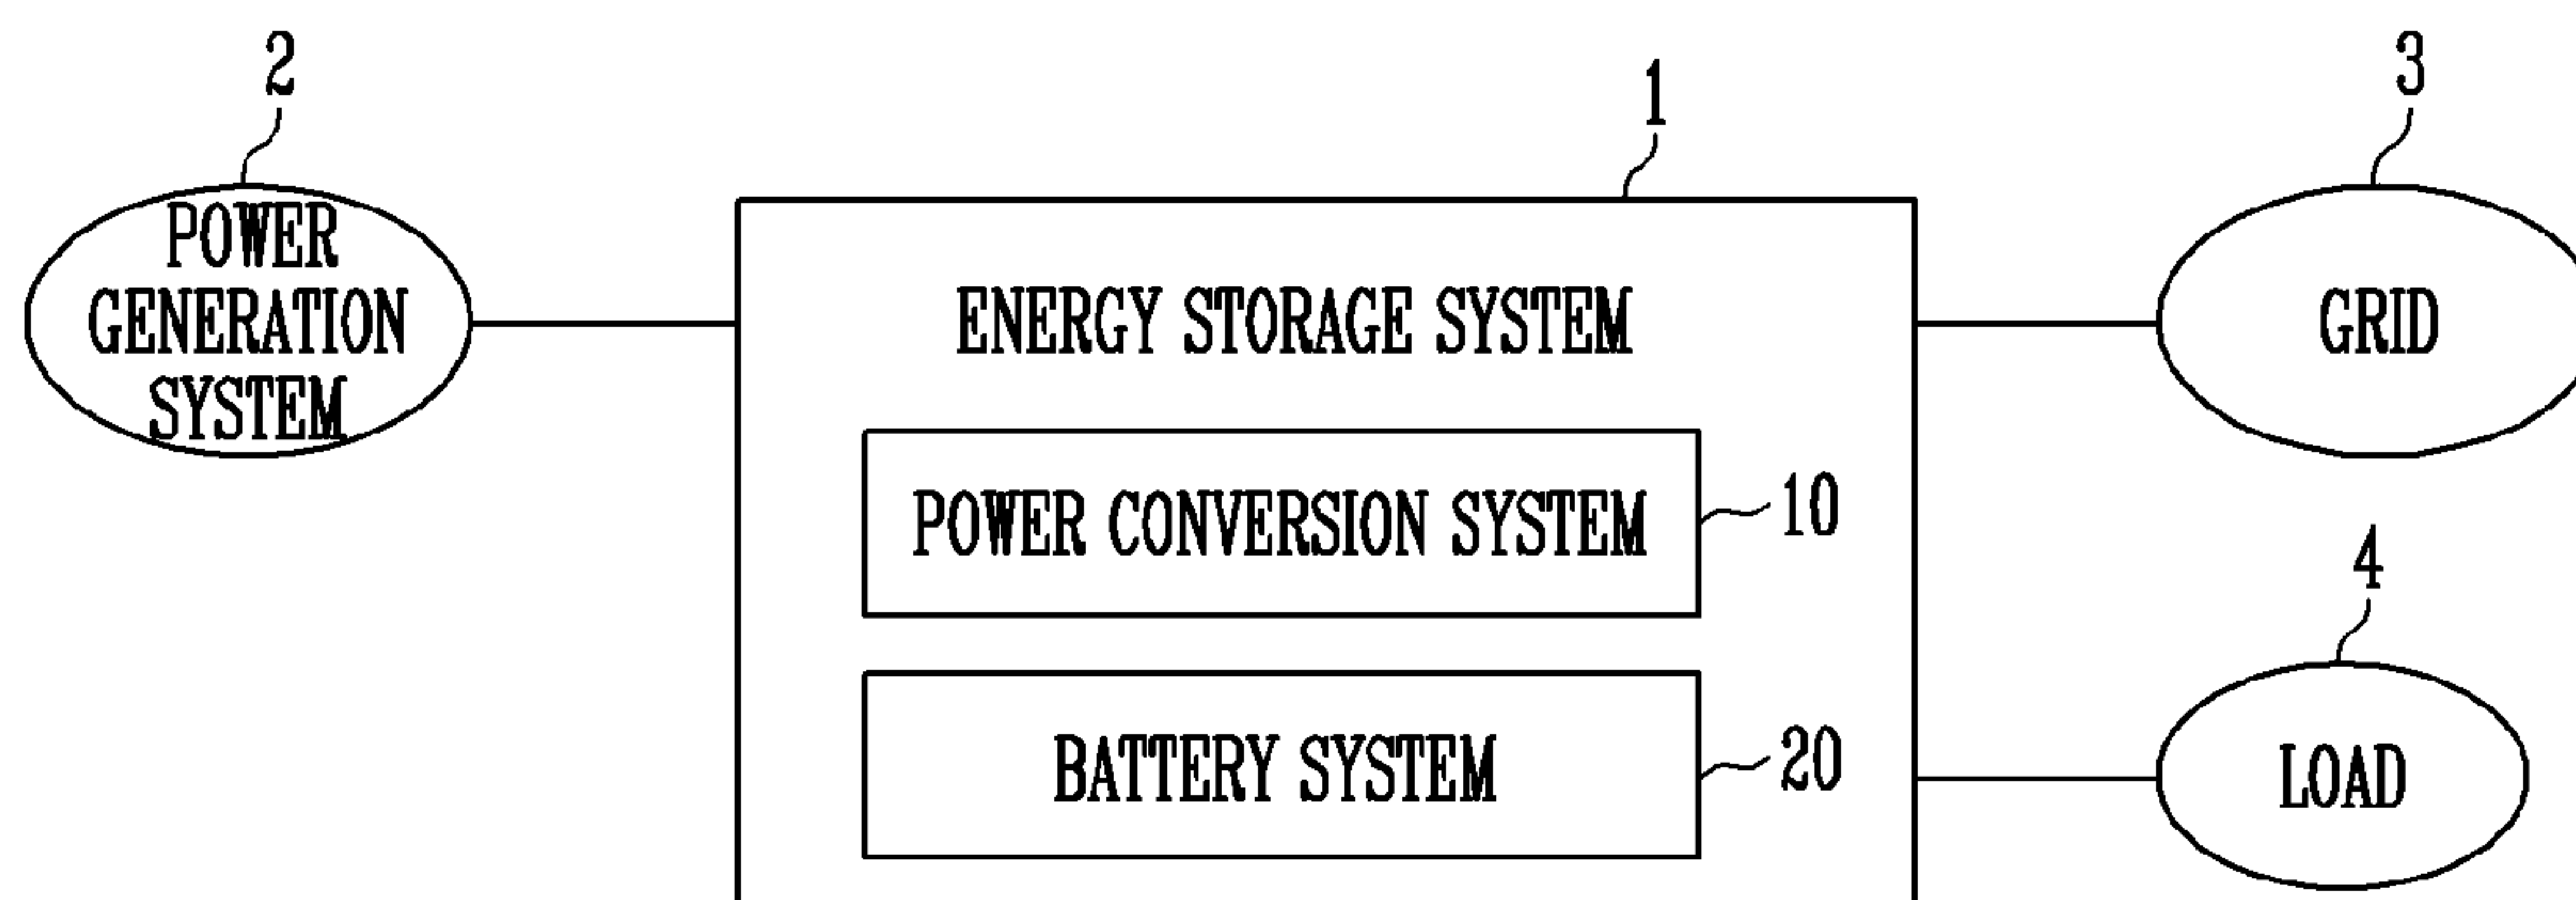 2
1
3
POWER
GENERATION
SYSTEM
ENERGY STORAGE SYSTEM
GRID
POWER CONVERSION SYSTEM
10
4
BATTERY SYSTEM
20
LOAD